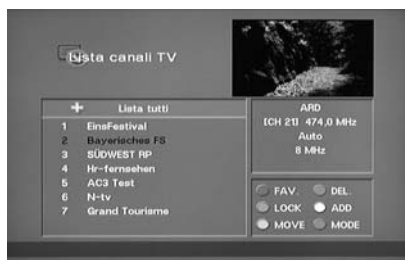 Lista canali TV
Lista tutti
1 EinsFestival
2 Bayerisches FS
3 SÜDWEST RP
4 Hr-fernsehen
5 AC3 Test
6 N-tv
7 Grand Tourisme
ARD
[CH 21] 474,0 MHz
Auto
8 MHz
FAV. DEL.
LOCK ADD
MOVE MODE